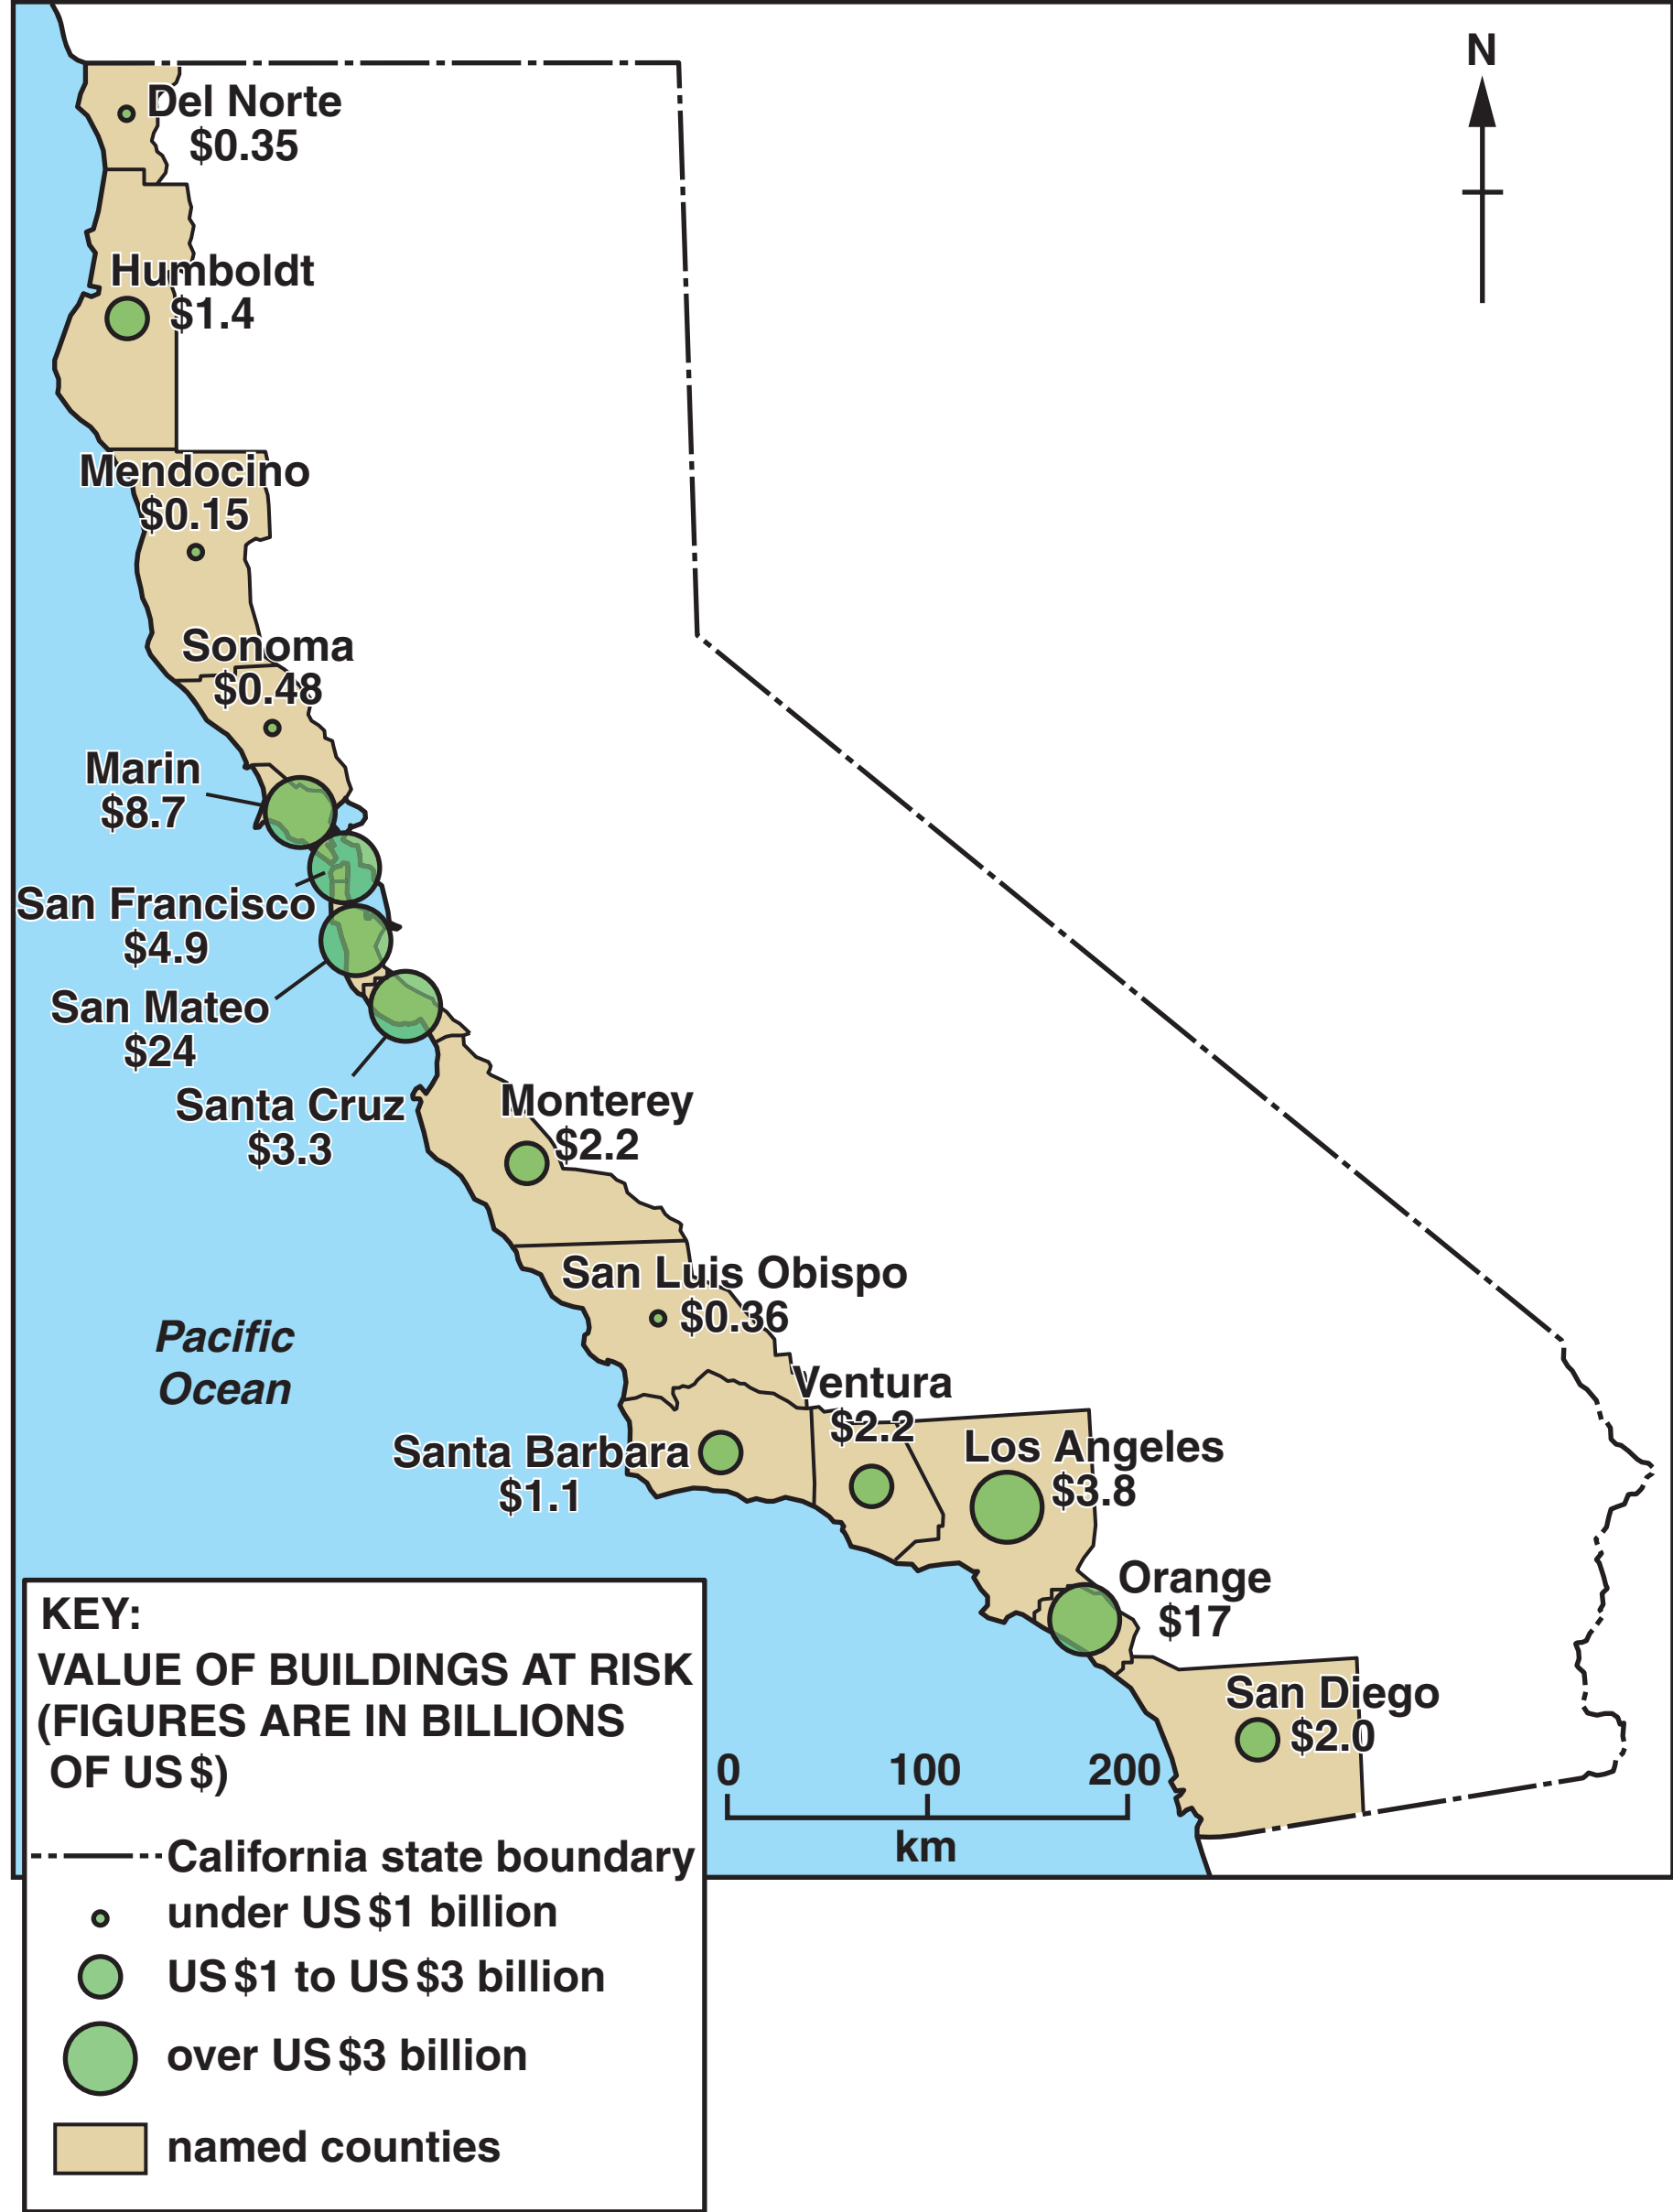 N
Del Norte
$0.35
Humboldt
$1.4
Mendocino
$0.15
Sonoma
$0.48
Marin
$8.7
San Francisco
$4.9
San Mateo
$24
Santa Cruz
$3.3
Monterey
$2.2
San Luis Obispo
$0.36
Pacific
Ocean
Ventura
$2.2
Santa Barbara
$1.1
Los Angeles
$3.8
Orange
$17
San Diego
$2.0
0 100 200
km
KEY:
VALUE OF BUILDINGS AT RISK
(FIGURES ARE IN BILLIONS
OF US $)
California state boundary
under US $1 billion
US $1 to US $3 billion
over US $3 billion
named counties